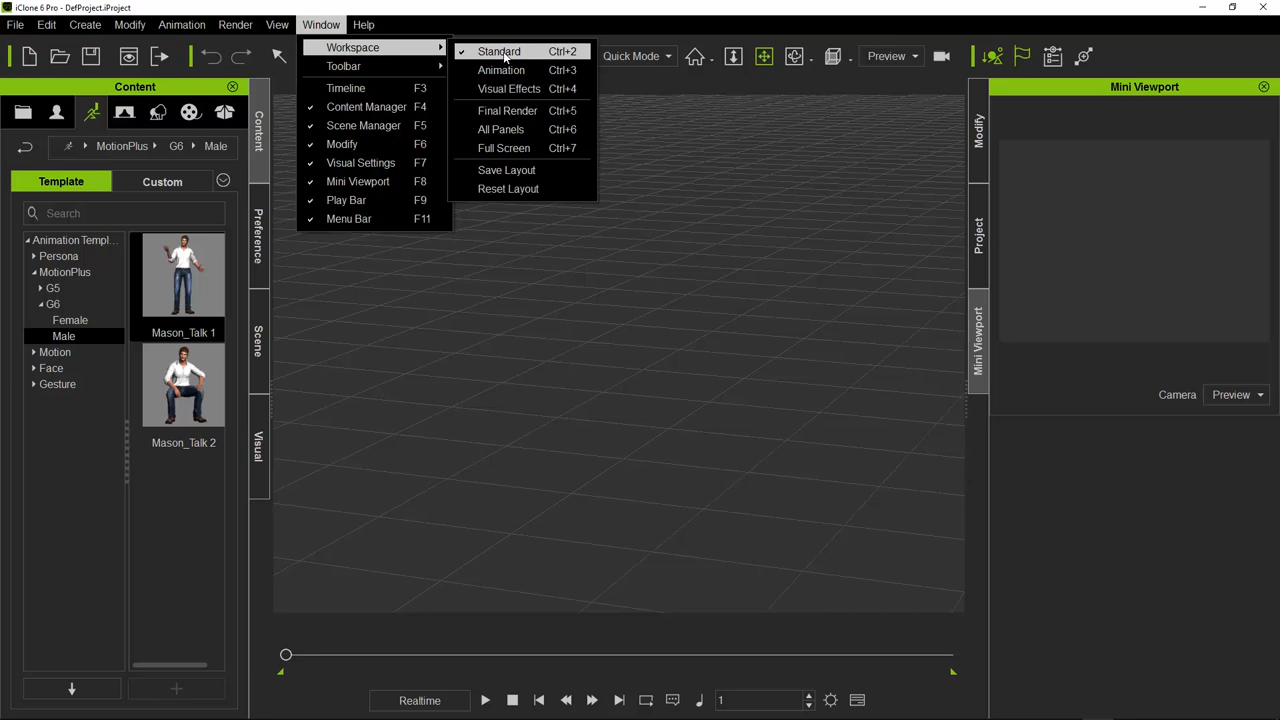 iClone 6 Pro - DefProject.iProject
File Edit Create Modify Animation Render View Window Help
Workspace
Toolbar
Timeline F3
Content Manager F4
Scene Manager F5
Modify F6
Visual Settings F7
Mini Viewport F8
Play Bar F9
Menu Bar F11
Standard Ctrl+2
Animation Ctrl+3
Visual Effects Ctrl+4
Final Render Ctrl+5
All Panels Ctrl+6
Full Screen Ctrl+7
Save Layout
Reset Layout
Quick Mode
Preview
Content
MotionPlus G6 Male
Template Custom
Search
Animation Templ...
Persona
MotionPlus
G5
G6
Female
Male
Motion
Face
Gesture
Mason_Talk 1
Mason_Talk 2
Content
Preference
Scene
Visual
Modify
Project
Mini Viewport
Mini Viewport
Camera Preview
Realtime
1